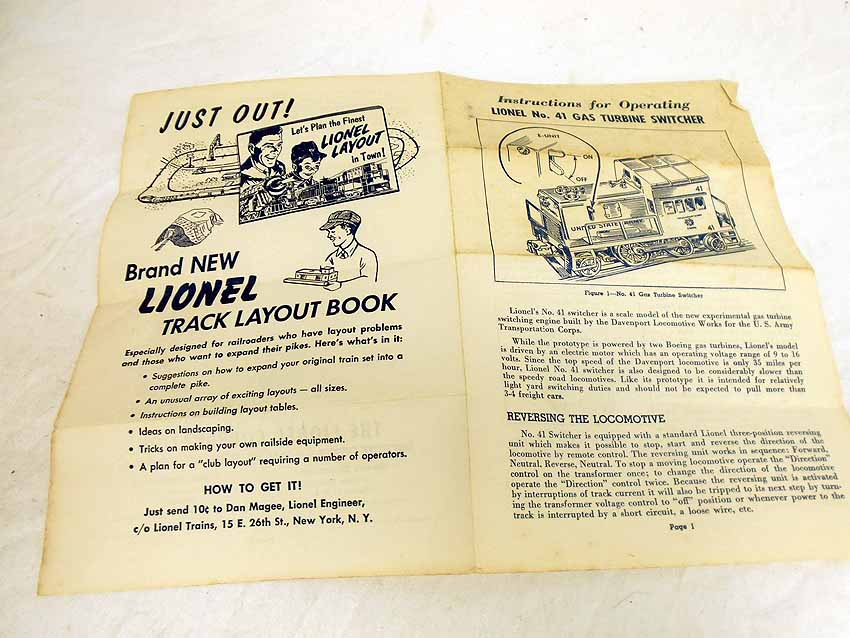 JUST OUT!
Let's Plan the Finest
LIONEL
LAYOUT
in Town!
Brand NEW
LIONEL
TRACK LAYOUT BOOK
Especially designed for railroaders who have layout problems
and those who want to expand their pikes. Here's what's in it:
• Suggestions on how to expand your original train set into a
complete pike.
• An unusual array of exciting layouts — all sizes.
• Instructions on building layout tables.
• Ideas on landscaping.
• Tricks on making your own railside equipment.
• A plan for a "club layout" requiring a number of operators.
HOW TO GET IT!
Just send 10¢ to Dan Magee, Lionel Engineer,
c/o Lionel Trains, 15 E. 26th St., New York, N. Y.
Instructions for Operating
LIONEL No. 41 GAS TURBINE SWITCHER
E-UNIT
ON
OFF
41
UNITED STATES
41
Figure 1—No. 41 Gas Turbine Switcher
Lionel's No. 41 switcher is a scale model of the new experimental gas turbine
switching engine built by the Davenport Locomotive Works for the U. S. Army
Transportation Corps.
While the prototype is powered by two Boeing gas turbines, Lionel's model
is driven by an electric motor which has an operating voltage range of 9 to 16
volts. Since the top speed of the Davenport locomotive is only 35 miles per
hour, Lionel No. 41 switcher is also designed to be considerably slower than
the speedy road locomotives. Like its prototype it is intended for relatively
light yard switching duties and should not be expected to pull more than
3-4 freight cars.
REVERSING THE LOCOMOTIVE
No. 41 Switcher is equipped with a standard Lionel three-position reversing
unit which makes it possible to stop, start and reverse the direction of the
locomotive by remote control. The reversing unit works in sequence: Forward,
Neutral, Reverse, Neutral. To stop a moving locomotive operate the "Direction"
control on the transformer once; to change the direction of the locomotive
operate the "Direction" control twice. Because the reversing unit is activated
by interruptions of track current it will also be tripped to its next step by turn-
ing the transformer voltage control to "off" position or whenever power to the
track is interrupted by a short circuit, a loose wire, etc.
Page 1